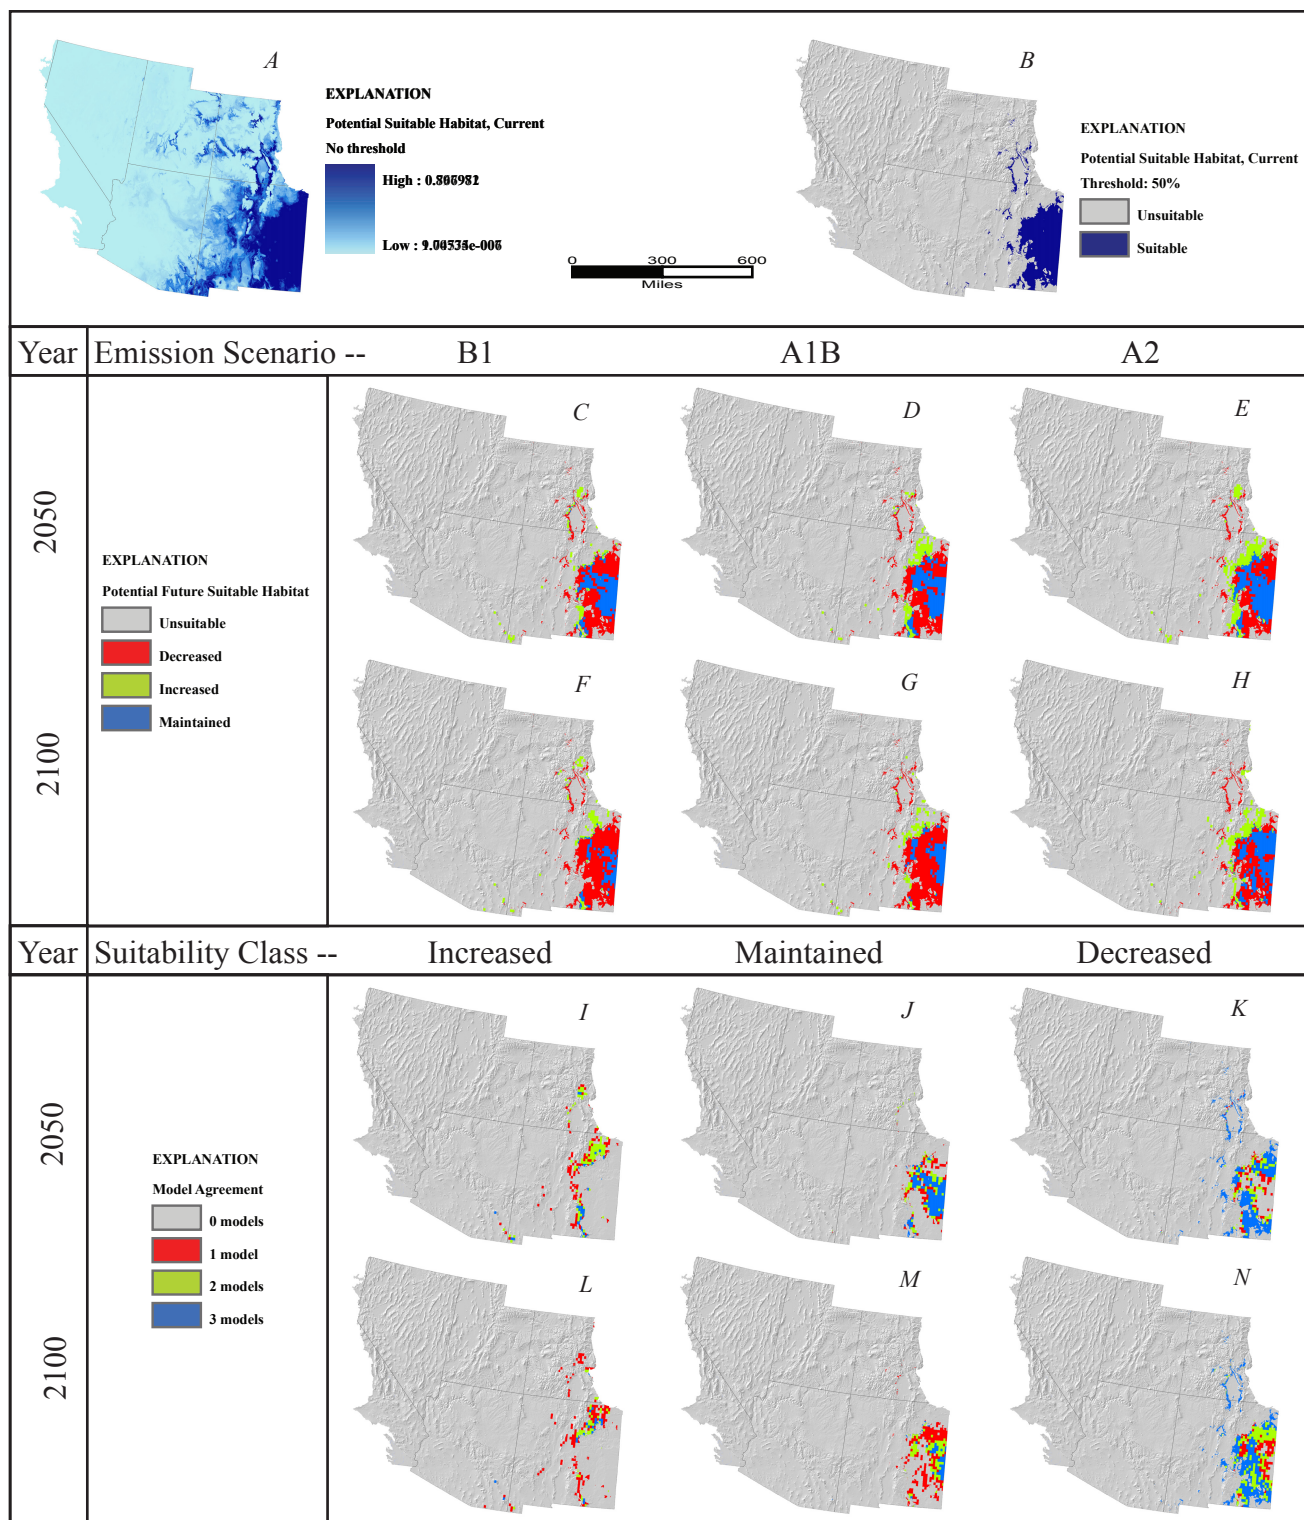 A
EXPLANATION
Potential Suitable Habitat, Current
No threshold
High :
Low :
0 300 600
Miles
B
EXPLANATION
Potential Suitable Habitat, Current
Threshold: 50%
Unsuitable
Suitable
Year Emission Scenario -- B1 A1B A2
2050
2100
EXPLANATION
Potential Future Suitable Habitat
Unsuitable
Decreased
Increased
Maintained
C D E
F G H
Year Suitability Class -- Increased Maintained Decreased
2050
2100
EXPLANATION
Model Agreement
0 models
1 model
2 models
3 models
I J K
L M N